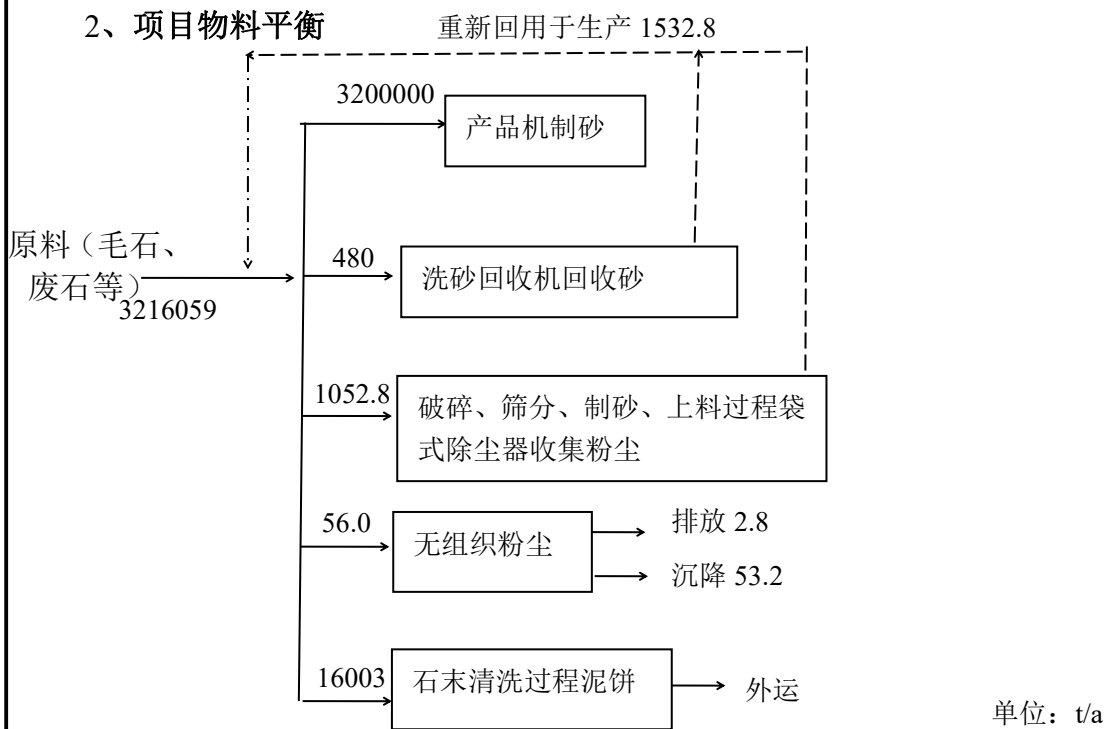 2、项目物料平衡
重新回用于生产 1532.8
3200000
产品机制砂
原料（毛石、
废石等）
3216059
480
洗砂回收机回收砂
1052.8
破碎、筛分、制砂、上料过程袋
式除尘器收集粉尘
56.0
无组织粉尘
排放 2.8
沉降 53.2
16003
石末清洗过程泥饼
外运
单位：t/a